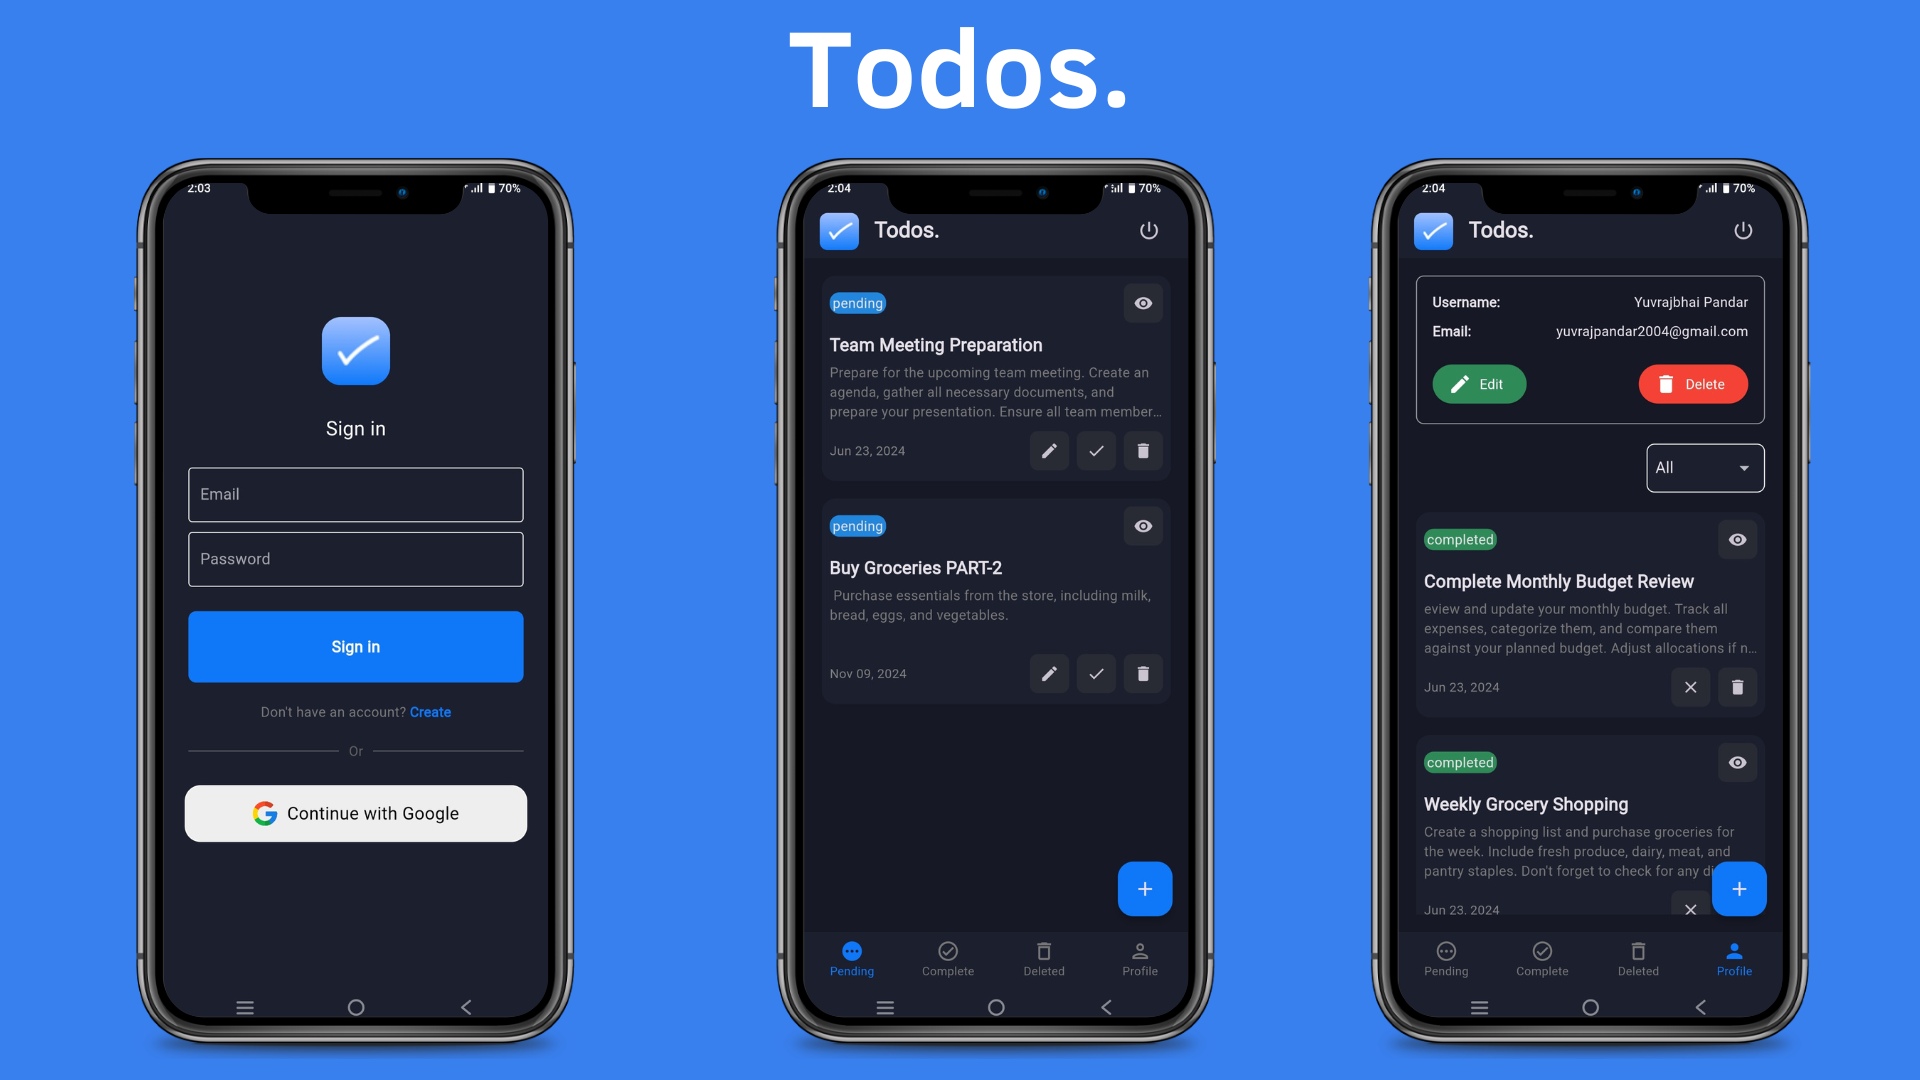 Todos.
2:03
70%
Sign in
Email
Password
Sign in
Don't have an account? Create
Or
Continue with Google
2:04
70%
Todos.
pending
Team Meeting Preparation
Prepare for the upcoming team meeting. Create an
agenda, gather all necessary documents, and
prepare your presentation. Ensure all team member...
Jun 23, 2024
pending
Buy Groceries PART-2
Purchase essentials from the store, including milk,
bread, eggs, and vegetables.
Nov 09, 2024
Pending Complete Deleted Profile
2:04
70%
Todos.
Username: Yuvrajbhai Pandar
Email: yuvrajpandar2004@gmail.com
Edit Delete
All
completed
Complete Monthly Budget Review
eview and update your monthly budget. Track all
expenses, categorize them, and compare them
against your planned budget. Adjust allocations if n...
Jun 23, 2024
completed
Weekly Grocery Shopping
Create a shopping list and purchase groceries for
the week. Include fresh produce, dairy, meat, and
pantry staples. Don't forget to check for any
Jun 23, 2024
Pending Complete Deleted Profile